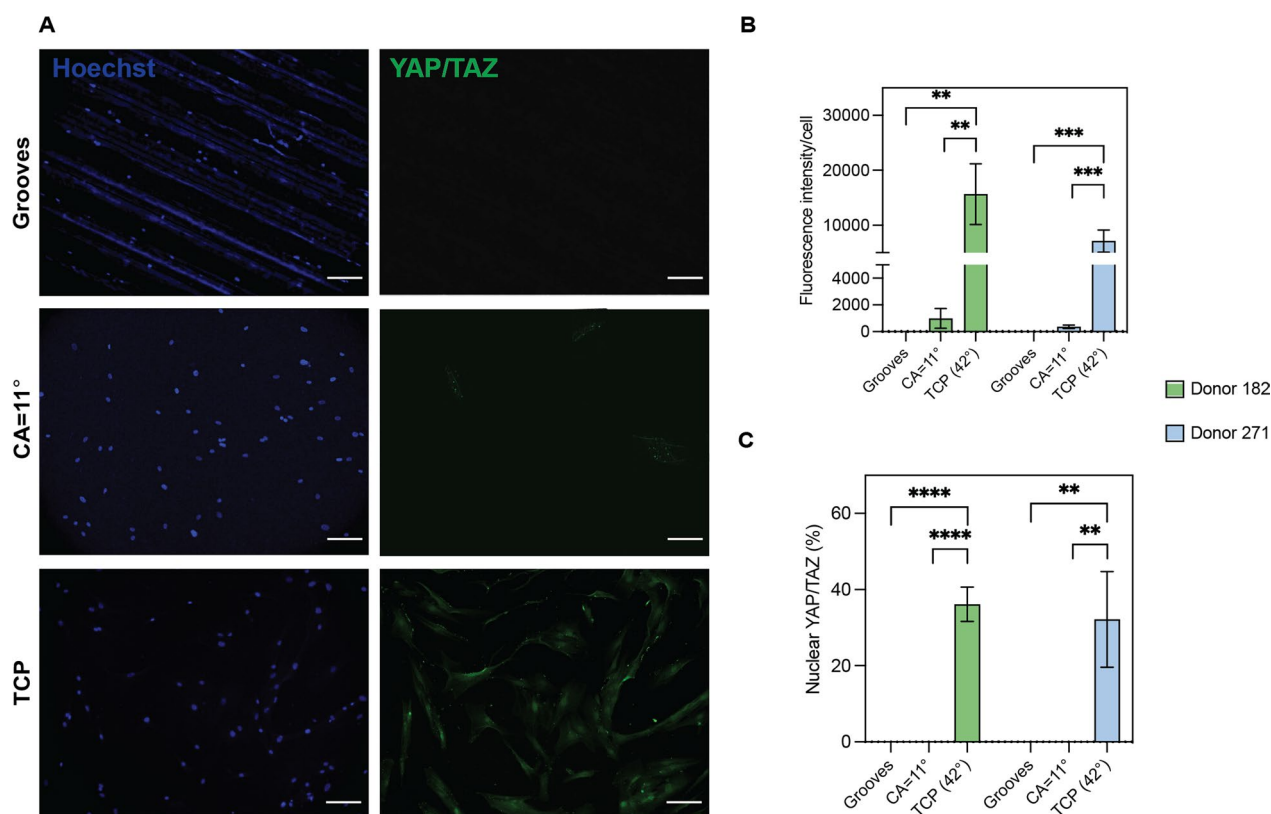 A
Hoechst
YAP/TAZ
Grooves
CA=11°
TCP
B
Fluorescence intensity/cell
30000
20000
10000
4000
2000
0
**
**
***
***
Grooves
CA=11°
TCP (42°)
Grooves
CA=11°
TCP (42°)
Donor 182
Donor 271
C
Nuclear YAP/TAZ (%)
60
40
20
0
****
****
**
**
Grooves
CA=11°
TCP (42°)
Grooves
CA=11°
TCP (42°)